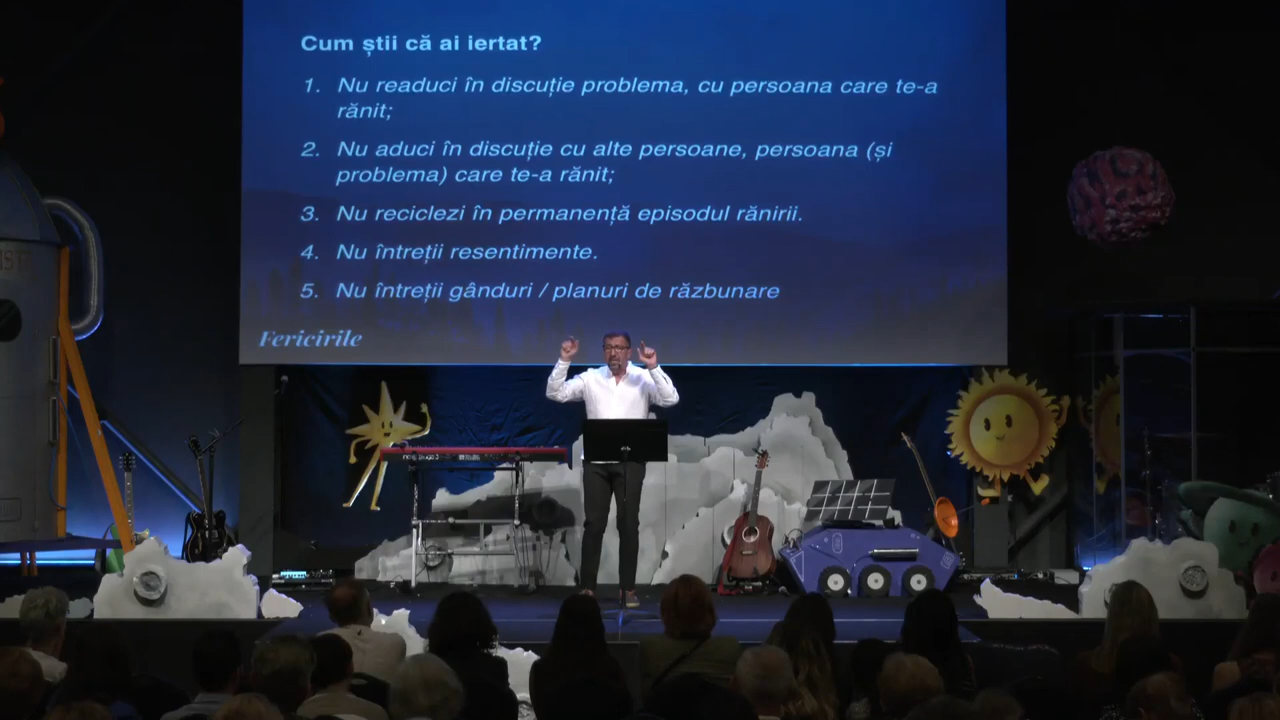 Cum știi că ai iertat?
1. Nu readuci în discuție problema, cu persoana care te-a
rănit;
2. Nu aduci în discuție cu alte persoane, persoana (și
problema) care te-a rănit;
3. Nu reciclezi în permanență episodul rănirii.
4. Nu întreții resentimente.
5. Nu întreții gânduri / planuri de răzbunare
Fericirile